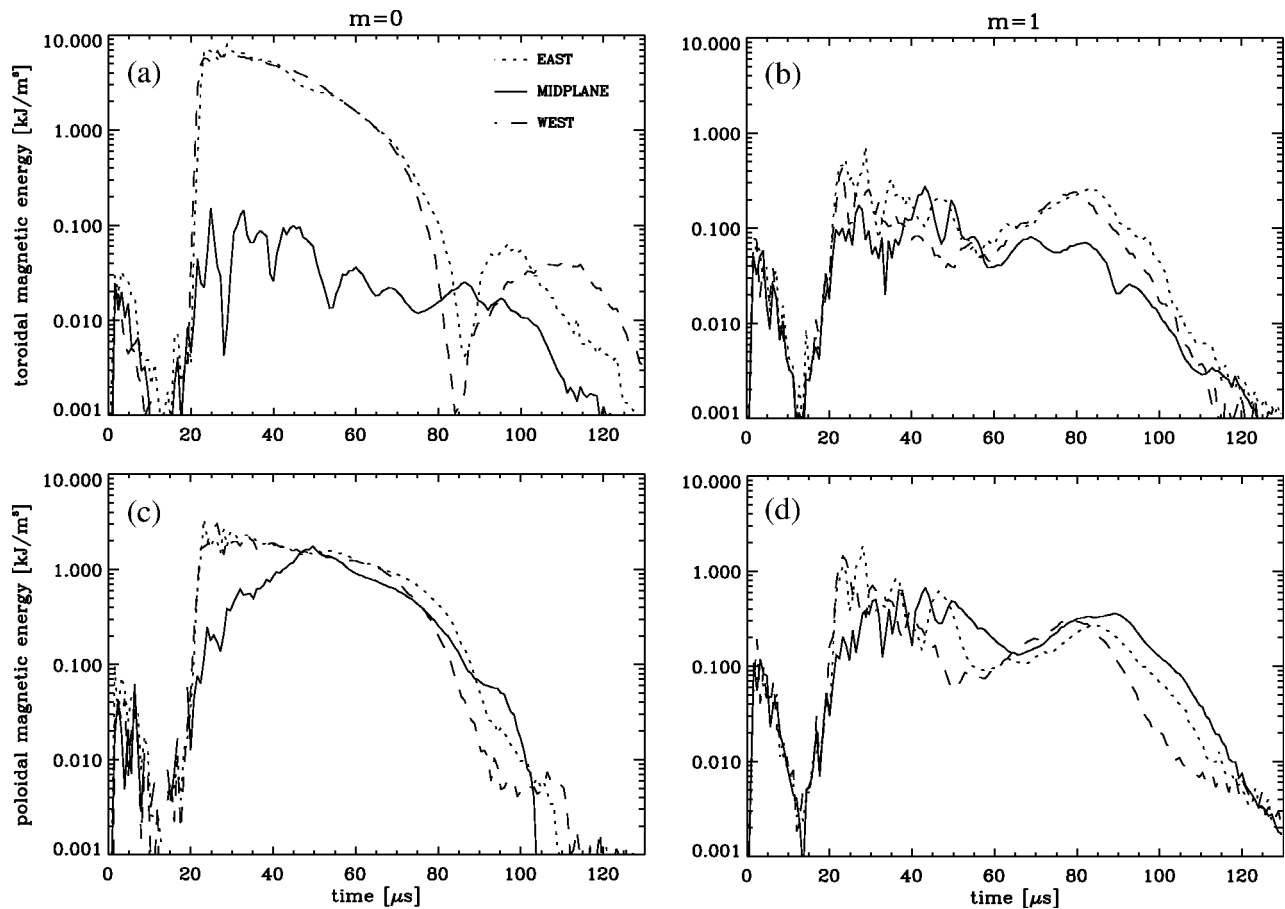 m=0
m=1
toroidal magnetic energy [kJ/m³]
10.000
1.000
0.100
0.010
0.001
(a)
EAST
MIDPLANE
WEST
0 20 40 60 80 100 120
10.000
1.000
0.100
0.010
0.001
(b)
0 20 40 60 80 100 120
poloidal magnetic energy [kJ/m³]
10.000
1.000
0.100
0.010
0.001
(c)
0 20 40 60 80 100 120
time [μs]
10.000
1.000
0.100
0.010
0.001
(d)
0 20 40 60 80 100 120
time [μs]